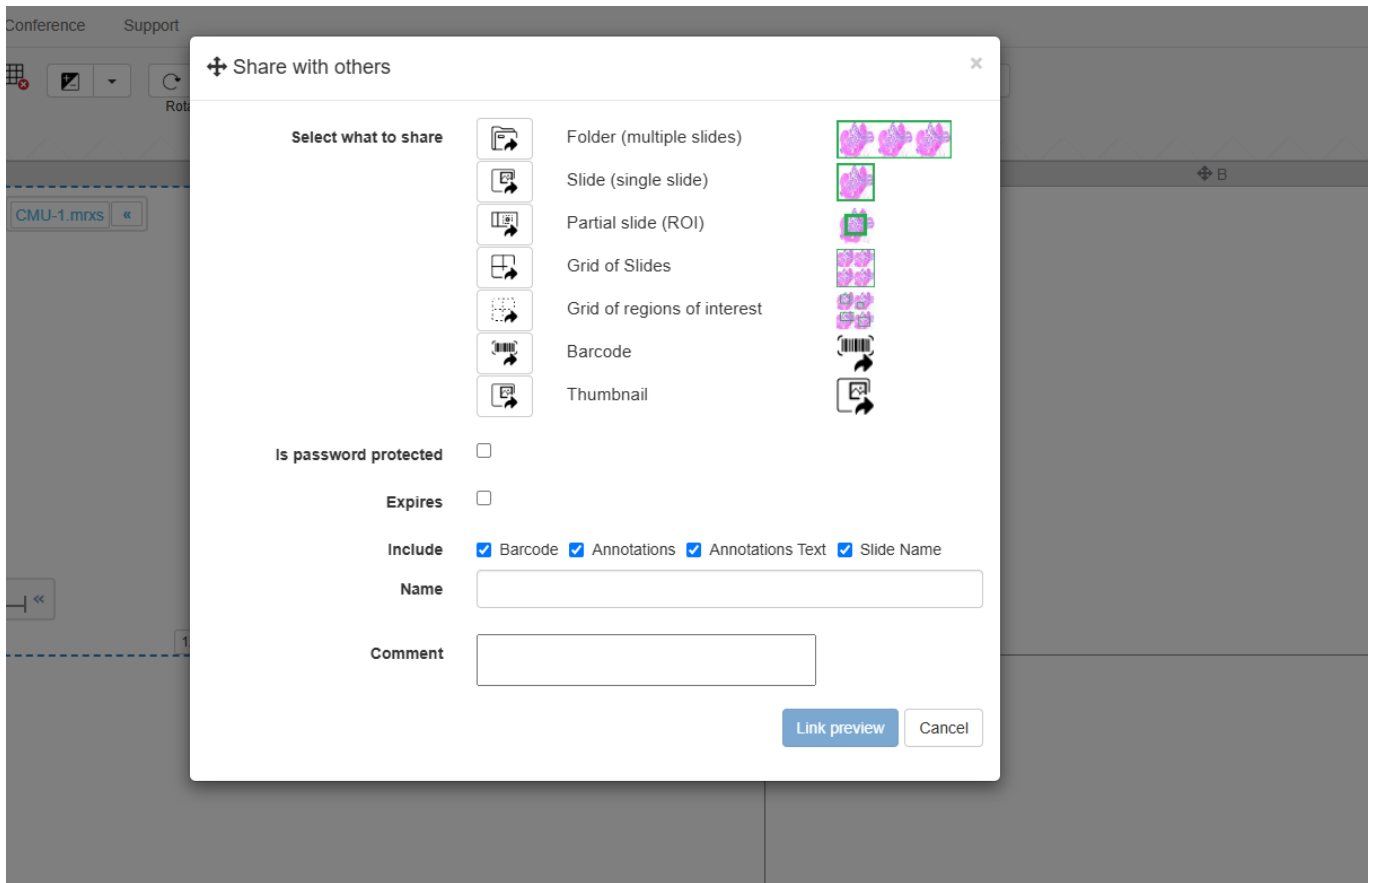 Conference Support
Share with others ×
Rota
Select what to share Folder (multiple slides)
Slide (single slide)
B
CMU-1.mrxs «
Partial slide (ROI)
Grid of Slides
Grid of regions of interest
Barcode
Thumbnail
Is password protected
Expires
Include Barcode Annotations Annotations Text Slide Name
Name
«
1
Comment
Link preview Cancel